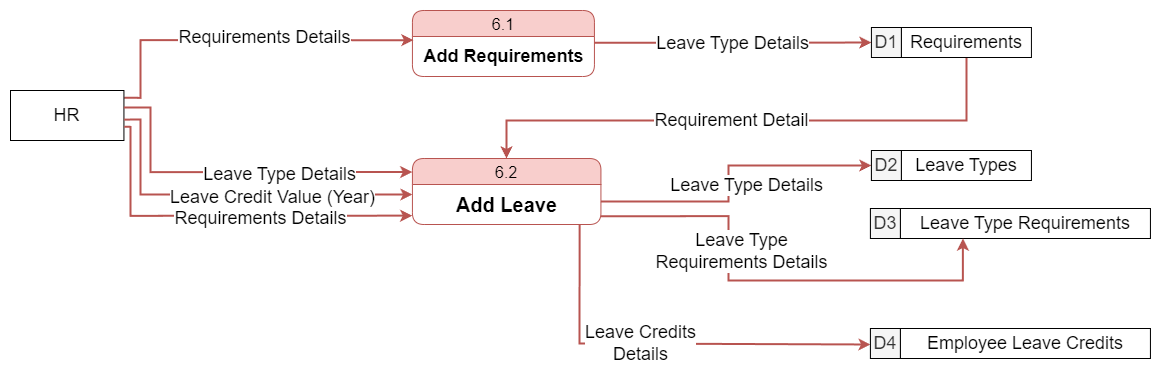 6.1
Requirements Details
Add Requirements
Leave Type Details
D1 Requirements
HR
Requirement Detail
6.2
Leave Type Details
Leave Credit Value (Year)
Requirements Details
Add Leave
Leave Type Details
D2 Leave Types
Leave Type
Requirements Details
D3 Leave Type Requirements
Leave Credits
Details
D4 Employee Leave Credits